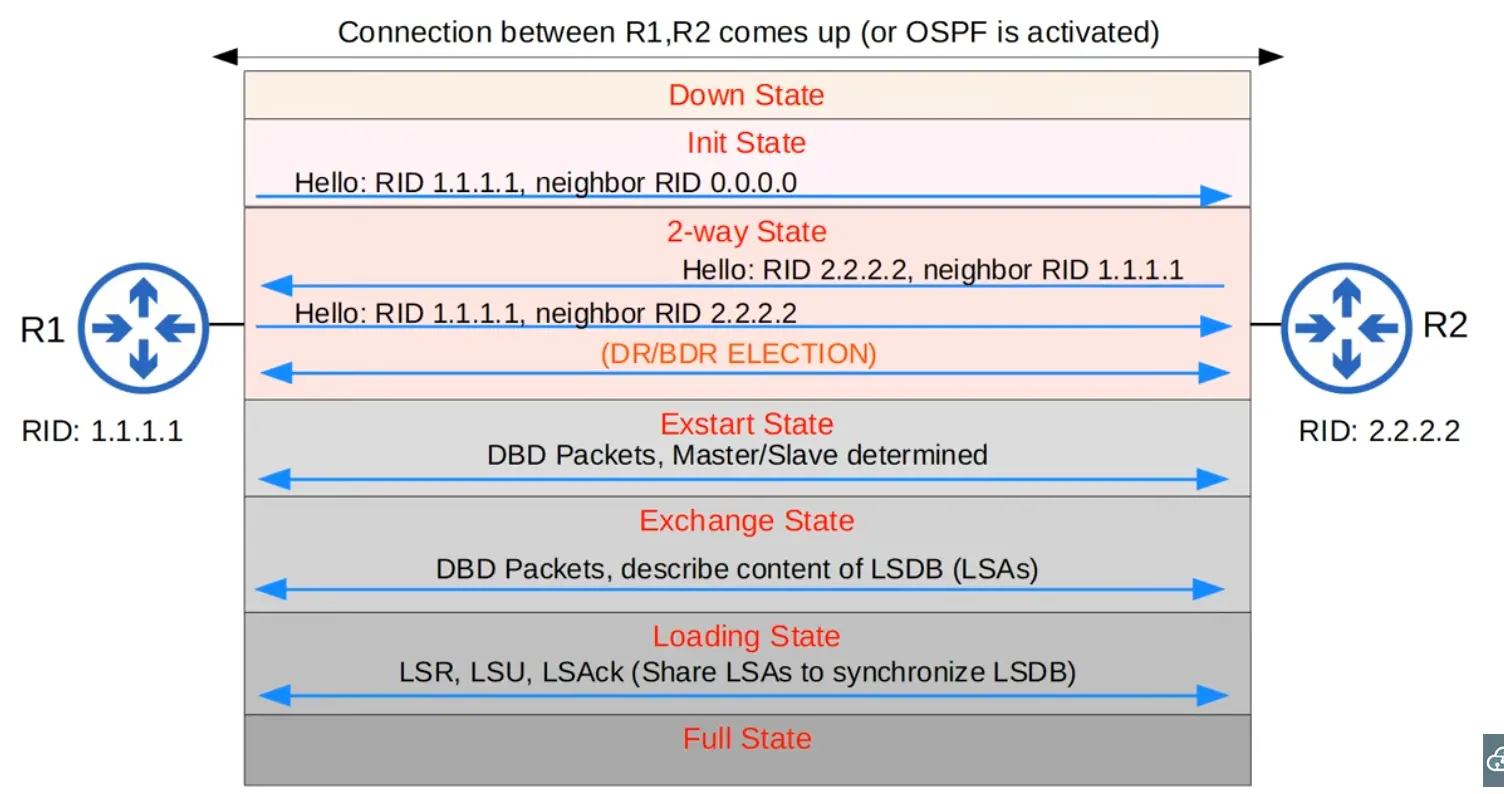 Connection between R1,R2 comes up (or OSPF is activated)
Down State
Init State
Hello: RID 1.1.1.1, neighbor RID 0.0.0.0
2-way State
Hello: RID 2.2.2.2, neighbor RID 1.1.1.1
Hello: RID 1.1.1.1, neighbor RID 2.2.2.2
(DR/BDR ELECTION)
R1
R2
RID: 1.1.1.1
RID: 2.2.2.2
Exstart State
DBD Packets, Master/Slave determined
Exchange State
DBD Packets, describe content of LSDB (LSAs)
Loading State
LSR, LSU, LSAck (Share LSAs to synchronize LSDB)
Full State